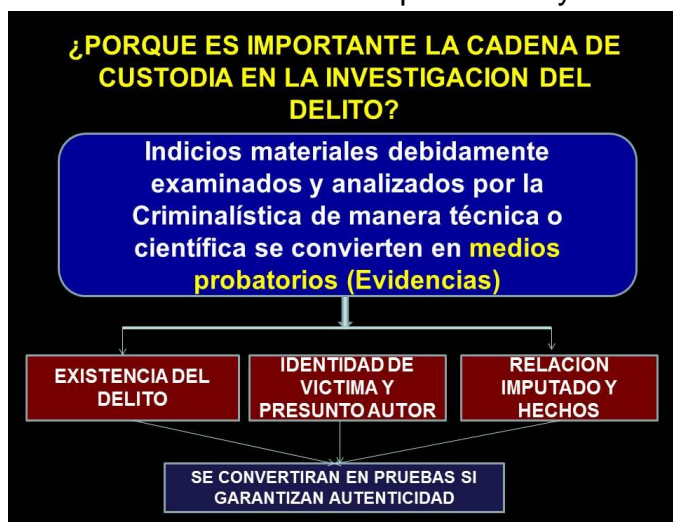 ¿PORQUE ES IMPORTANTE LA CADENA DE
CUSTODIA EN LA INVESTIGACION DEL
DELITO?
Indicios materiales debidamente
examinados y analizados por la
Criminalística de manera técnica o
científica se convierten en medios
probatorios (Evidencias)
EXISTENCIA DEL
DELITO
IDENTIDAD DE
VICTIMA Y
PRESUNTO AUTOR
RELACION
IMPUTADO Y
HECHOS
SE CONVERTIRAN EN PRUEBAS SI
GARANTIZAN AUTENTICIDAD